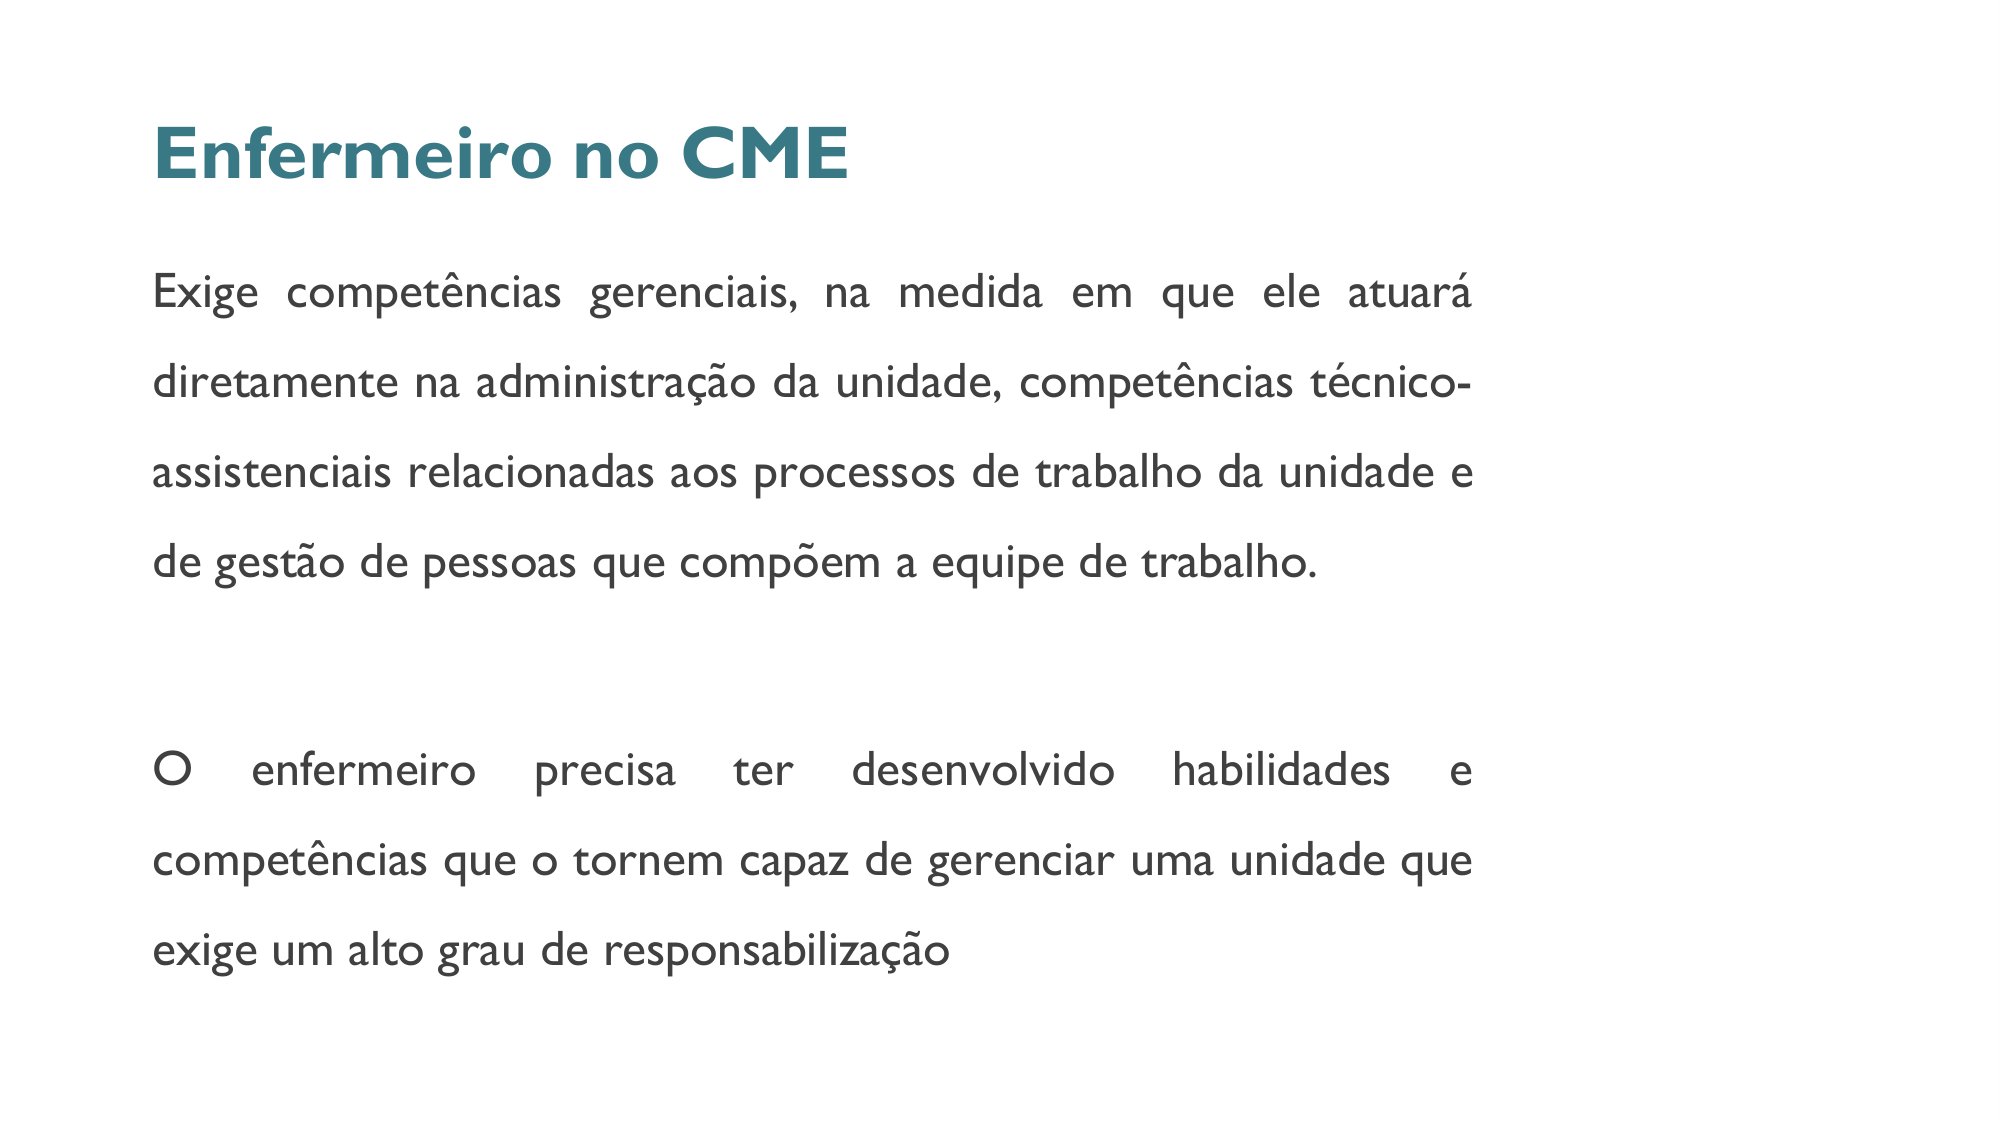 Enfermeiro no CME
Exige competências gerenciais, na medida em que ele atuará
diretamente na administração da unidade, competências técnico-
assistenciais relacionadas aos processos de trabalho da unidade e
de gestão de pessoas que compõem a equipe de trabalho.
O enfermeiro precisa ter desenvolvido habilidades e
competências que o tornem capaz de gerenciar uma unidade que
exige um alto grau de responsabilização